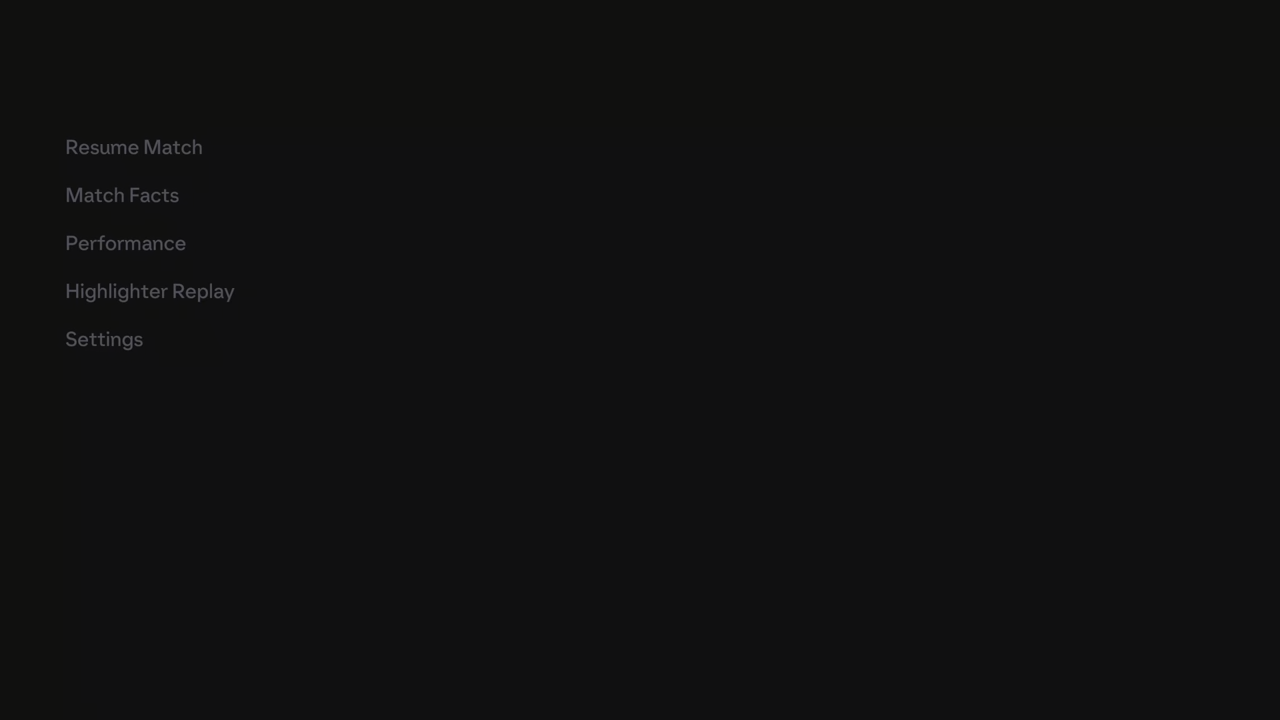 Resume Match
Match Facts
Performance
Highlighter Replay
Settings